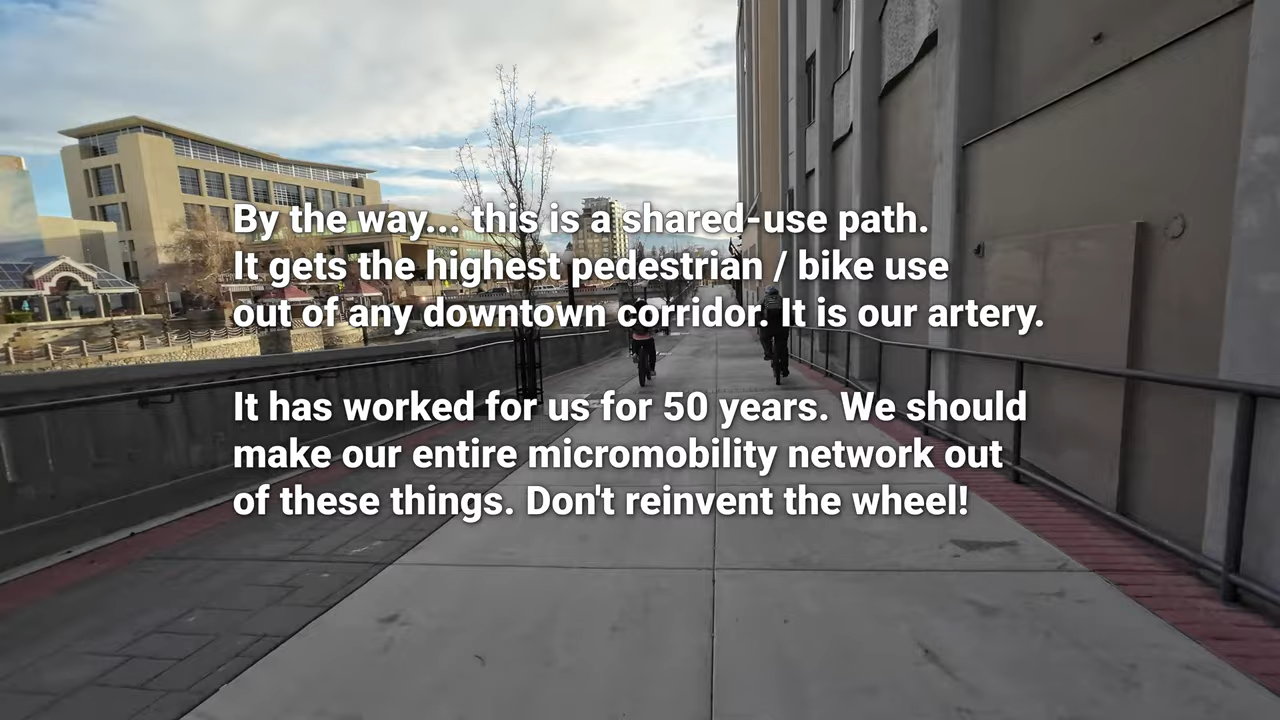 By the way... this is a shared-use path.
It gets the highest pedestrian / bike use
out of any downtown corridor. It is our artery.
It has worked for us for 50 years. We should
make our entire micromobility network out
of these things. Don't reinvent the wheel!